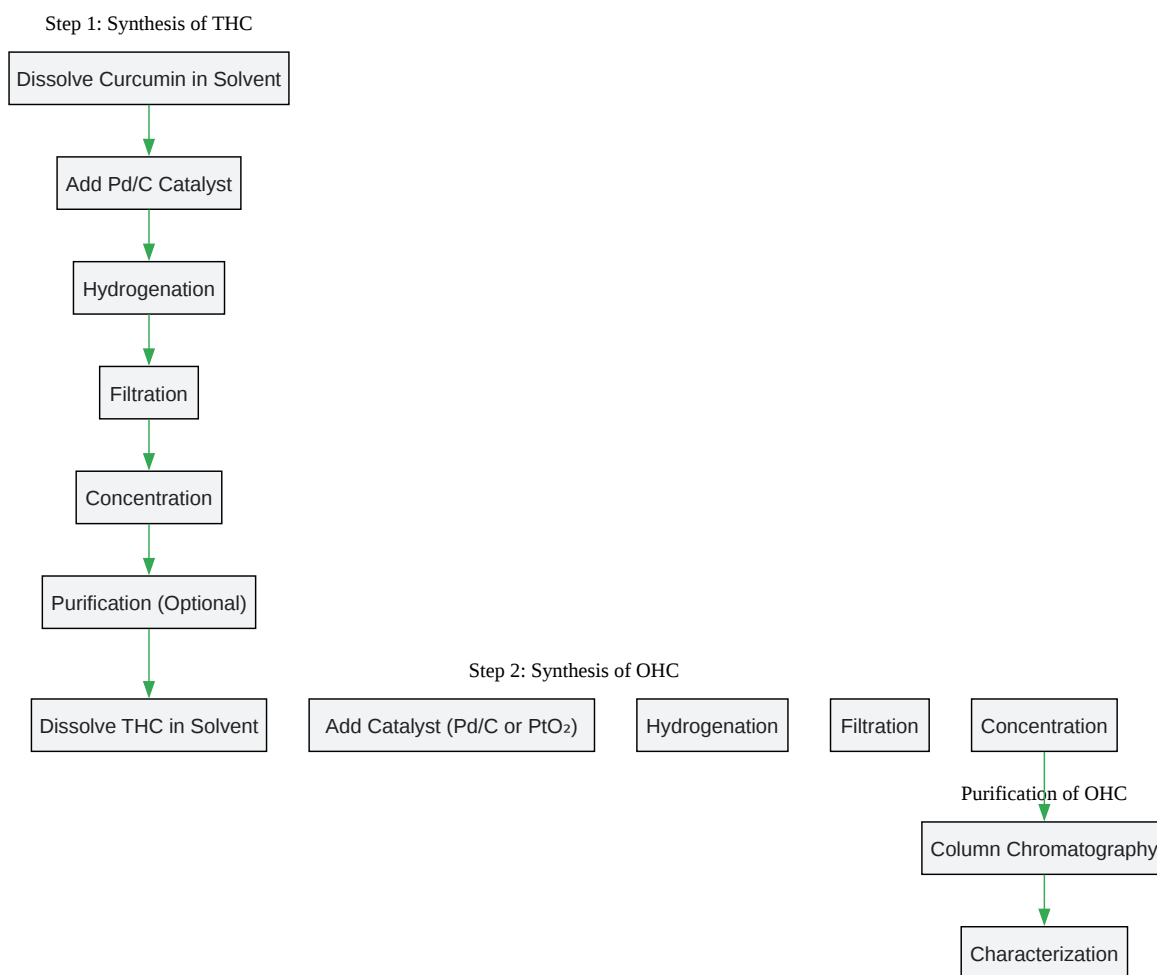 Step 1: Synthesis of THC
Dissolve Curcumin in Solvent
Add Pd/C Catalyst
Hydrogenation
Filtration
Concentration
Purification (Optional)
Step 2: Synthesis of OHC
Dissolve THC in Solvent
Add Catalyst (Pd/C or PtO₂)
Hydrogenation
Filtration
Concentration
Purification of OHC
Column Chromatography
Characterization